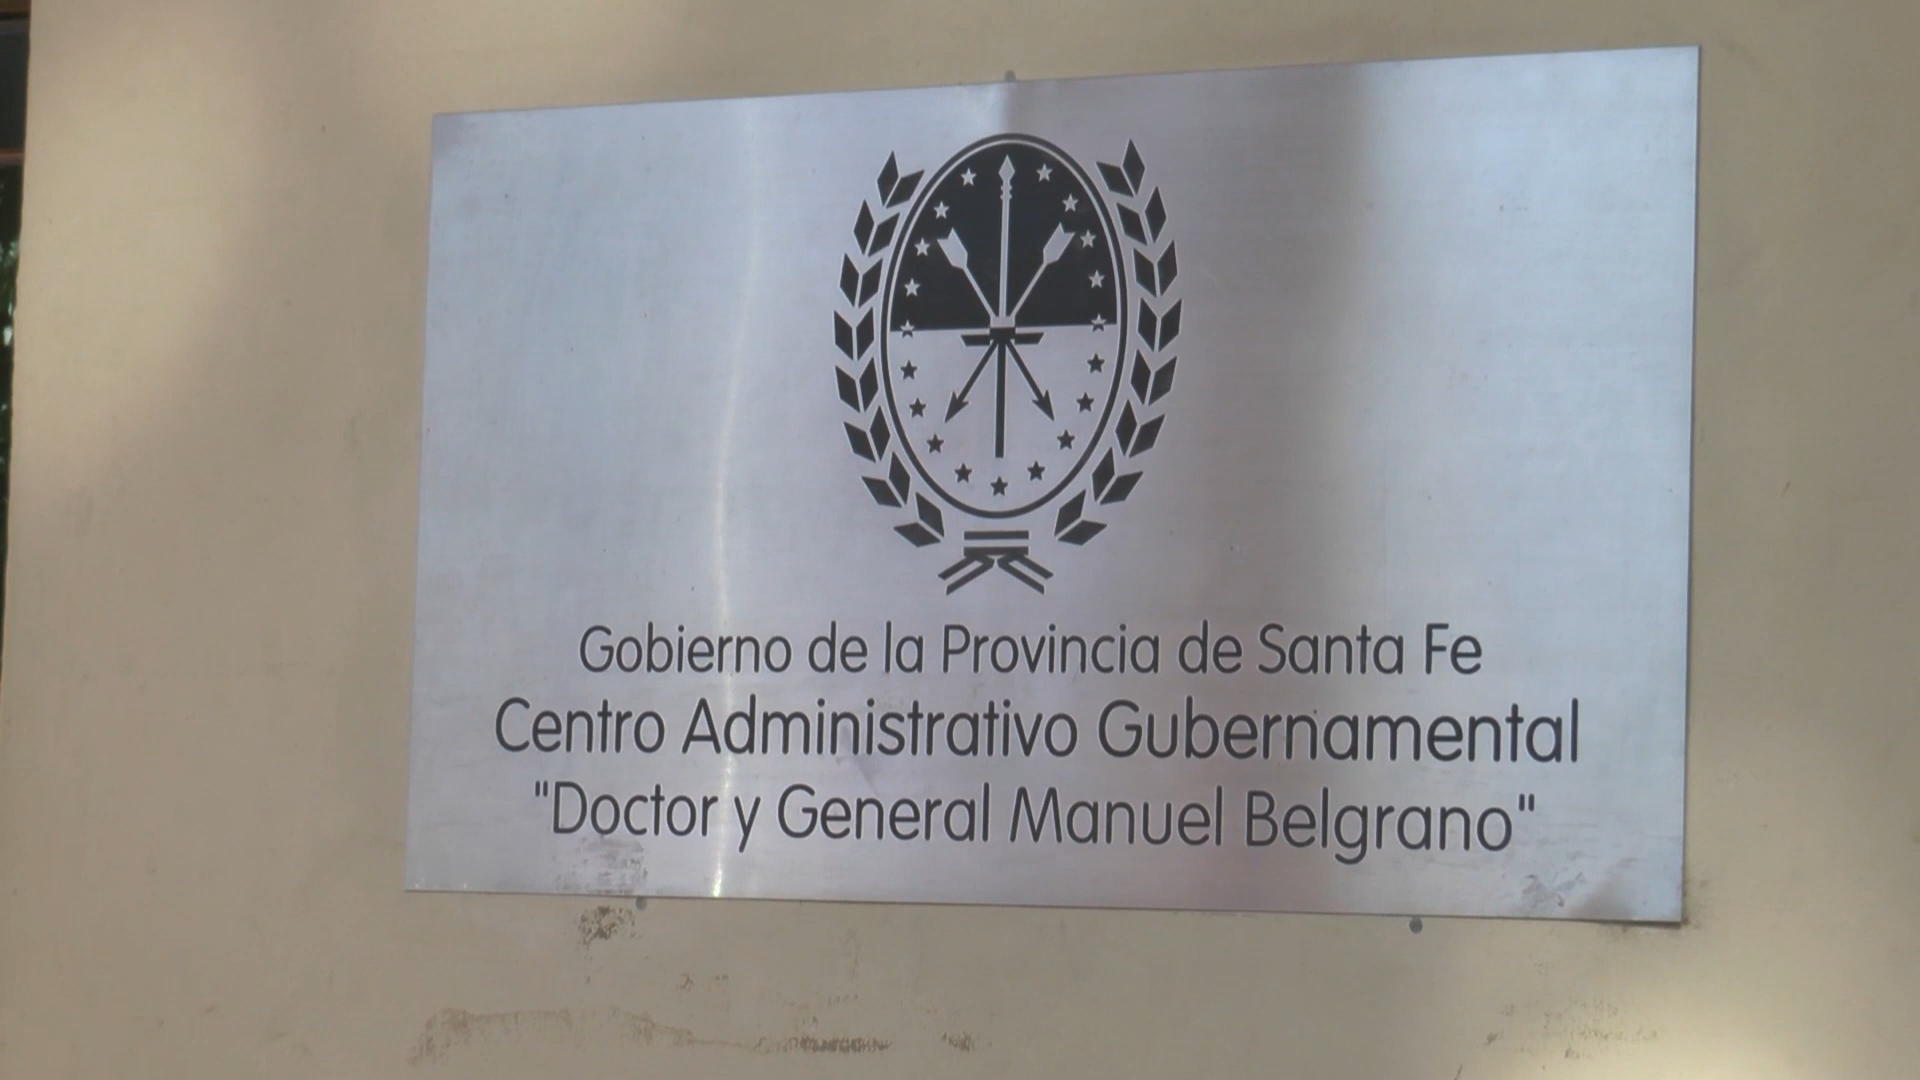 Gobierno de la Provincia de Santa Fe
Centro Administrativo Gubernamental
"Doctor y General Manuel Belgrano"